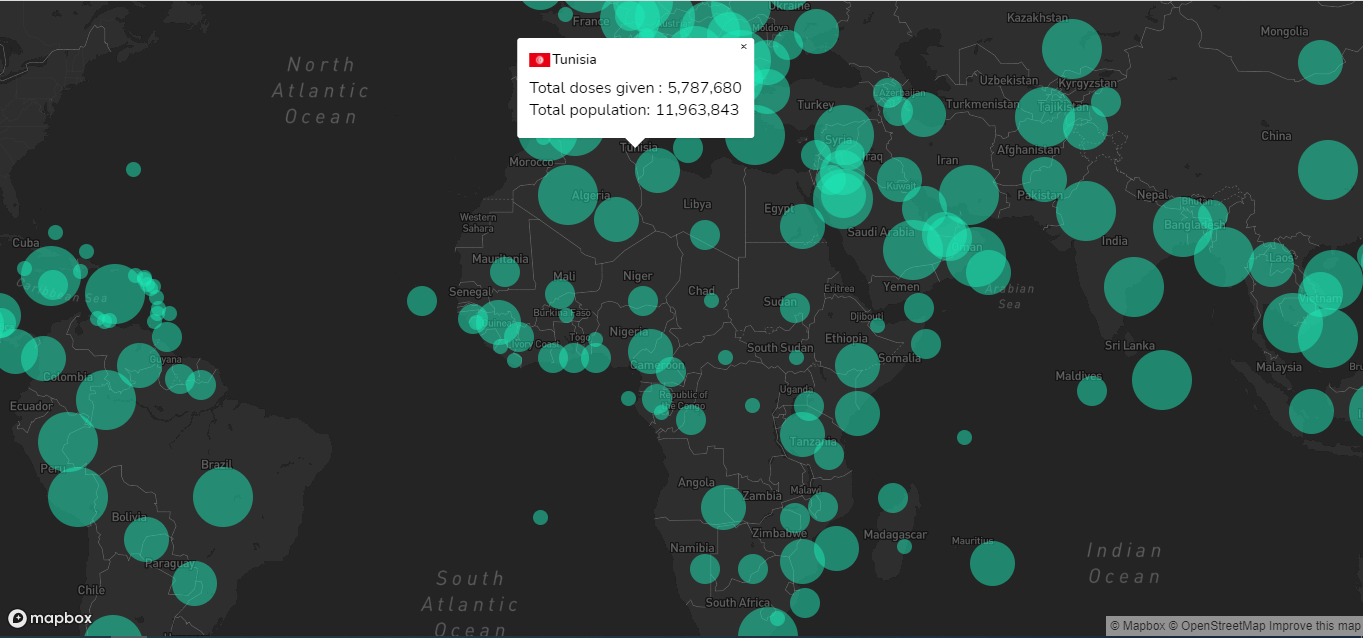 France
Ukraine
Moldova
Kazakhstan
Mongolia
North
Atlantic
Ocean
×
Tunisia
Total doses given : 5,787,680
Total population: 11,963,843
Uzbekistan
Kyrgyzstan
Azerbaijan
Turkey
Turkmenistan
Tajikistan
China
Syria
Tunisia
Morocco
Iraq
Iran
Afghanistan
Algeria
Kuwait
Pakistan
Nepal
Bhutan
Libya
Egypt
Western
Sahara
Bangladesh
Cuba
Saudi Arabia
Oman
India
Laos
Mauritania
Mali
Niger
Chad
Sudan
Eritrea
Yemen
Arabian
Sea
Caribbean Sea
Senegal
Guinea
Burkina Faso
Djibouti
Vietnam
Ivory Coast
Togo
Nigeria
South Sudan
Ethiopia
Somalia
Sri Lanka
Guyana
Cameroon
Maldives
Malaysia
Colombia
Ecuador
Uganda
Republic of
the Congo
Tanzania
Peru
Brazil
Angola
Zambia
Malawi
Bolivia
Zimbabwe
Madagascar
Mauritius
Namibia
Indian
Ocean
Paraguay
Chile
South
Atlantic
Ocean
South Africa
mapbox
© Mapbox © OpenStreetMap Improve this map